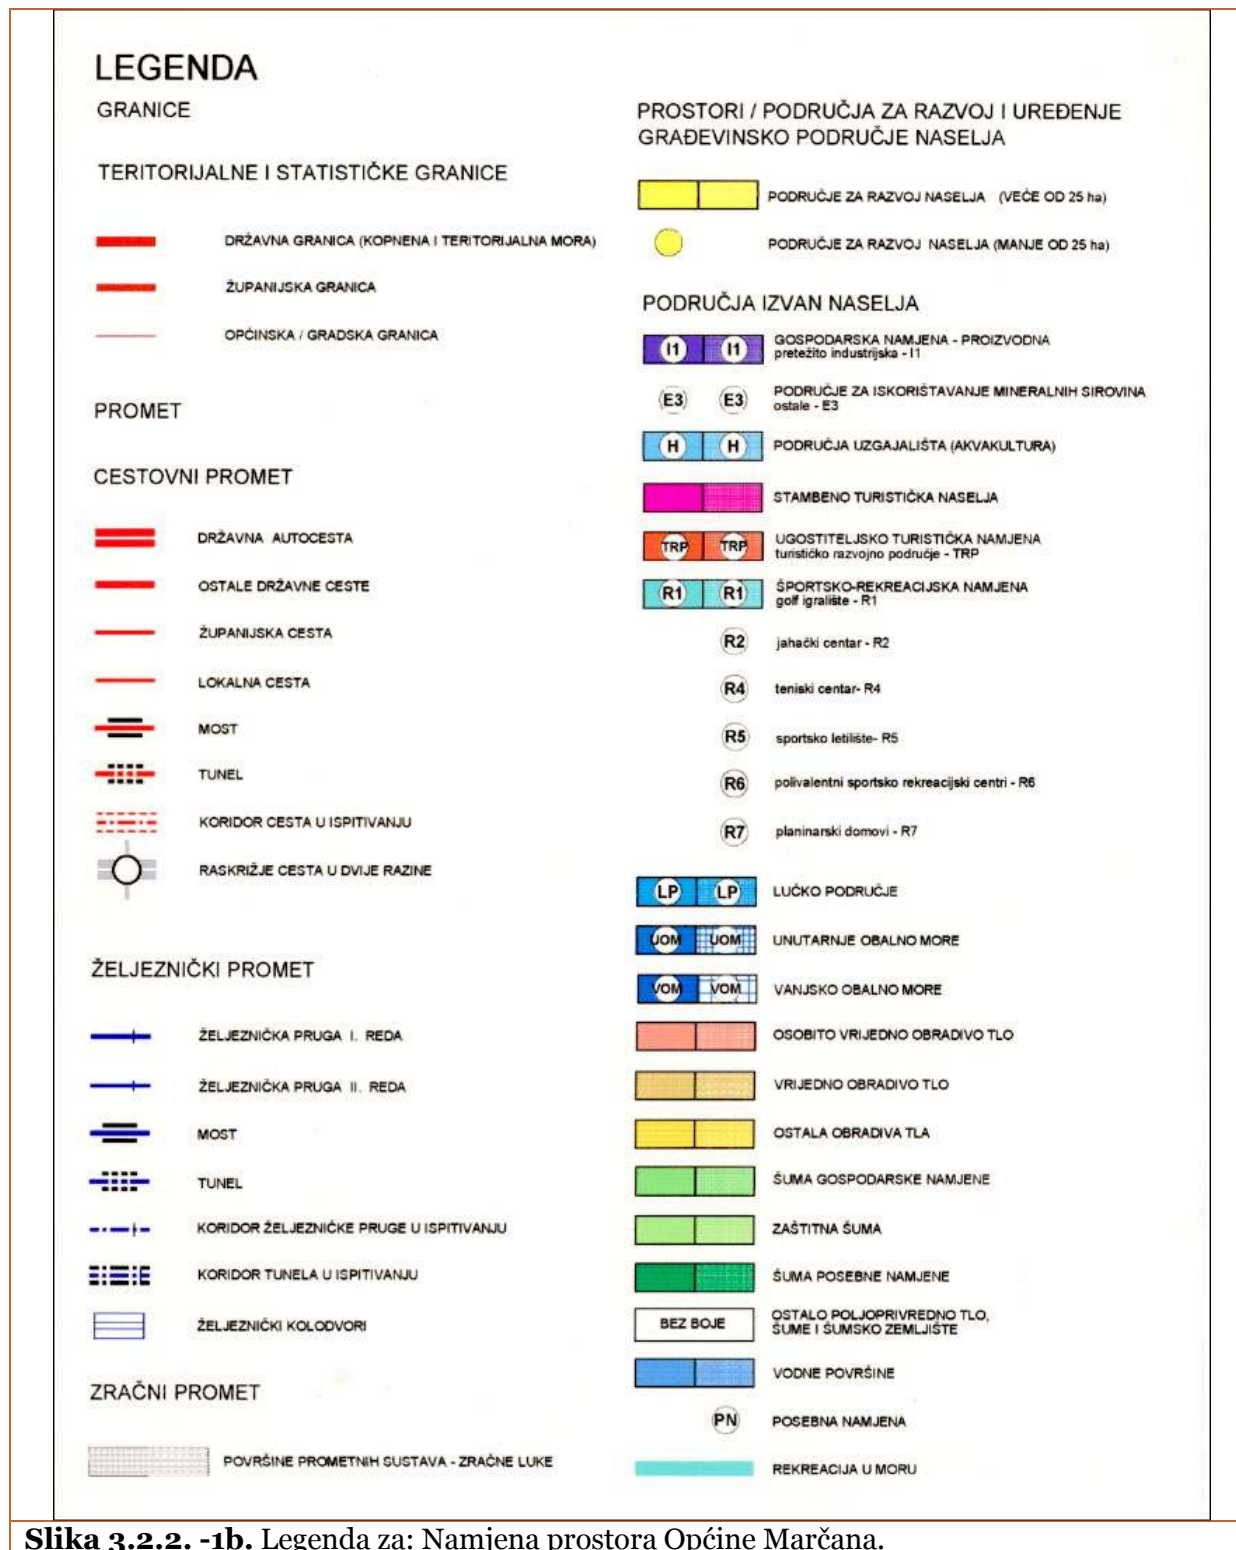 LEGENDA
GRANICE
TERITORIJALNE I STATISTIČKE GRANICE
DRŽAVNA GRANICA (KOPNENA I TERITORIJALNA MORA)
ŽUPANIJSKA GRANICA
OPĆINSKA / GRADSKA GRANICA
PROMET
CESTOVNI PROMET
DRŽAVNA AUTOCESTA
OSTALE DRŽAVNE CESTE
ŽUPANIJSKA CESTA
LOKALNA CESTA
MOST
TUNEL
KORIDOR CESTA U ISPITIVANJU
RASKRIŽJE CESTA U DVIJE RAZINE
ŽELJEZNIČKI PROMET
ŽELJEZNIČKA PRUGA I. REDA
ŽELJEZNIČKA PRUGA II. REDA
MOST
TUNEL
KORIDOR ŽELJEZNIČKE PRUGE U ISPITIVANJU
KORIDOR TUNELA U ISPITIVANJU
ŽELJEZNIČKI KOLODVORI
ZRAČNI PROMET
POVRŠINE PROMETNIH SUSTAVA - ZRAČNE LUKE
PROSTORI / PODRUČJA ZA RAZVOJ I UREĐENJE
GRAĐEVINSKO PODRUČJE NASELJA
PODRUČJE ZA RAZVOJ NASELJA (VEĆE OD 25 ha)
PODRUČJE ZA RAZVOJ NASELJA (MANJE OD 25 ha)
PODRUČJA IZVAN NASELJA
I1 I1 GOSPODARSKA NAMJENA - PROIZVODNA
pretežito industrijska - I1
E3 E3 PODRUČJE ZA ISKORIŠTAVANJE MINERALNIH SIROVINA
ostale - E3
H H PODRUČJA UZGAJALIŠTA (AKVAKULTURA)
STAMBENO TURISTIČKA NASELJA
TRP TRP UGOSTITELJSKO TURISTIČKA NAMJENA
turističko razvojno područje - TRP
R1 R1 ŠPORTSKO-REKREACIJSKA NAMJENA
golf igralište - R1
R2 jahački centar - R2
R4 teniski centar- R4
R5 sportsko letilište- R5
R6 polivalentni sportsko rekreacijski centri - R6
R7 planinarski domovi - R7
LP LP LUČKO PODRUČJE
UOM UOM UNUTARNJE OBALNO MORE
VOM VOM VANJSKO OBALNO MORE
OSOBITO VRIJEDNO OBRADIVO TLO
VRIJEDNO OBRADIVO TLO
OSTALA OBRADIVA TLA
ŠUMA GOSPODARSKE NAMJENE
ZAŠTITNA ŠUMA
ŠUMA POSEBNE NAMJENE
BEZ BOJE OSTALO POLJOPRIVREDNO TLO,
ŠUME I ŠUMSKO ZEMLJIŠTE
VODNE POVRŠINE
PN POSEBNA NAMJENA
REKREACIJA U MORU
Slika 3.2.2. -1b. Legenda za: Namjena prostora Općine Marčana.